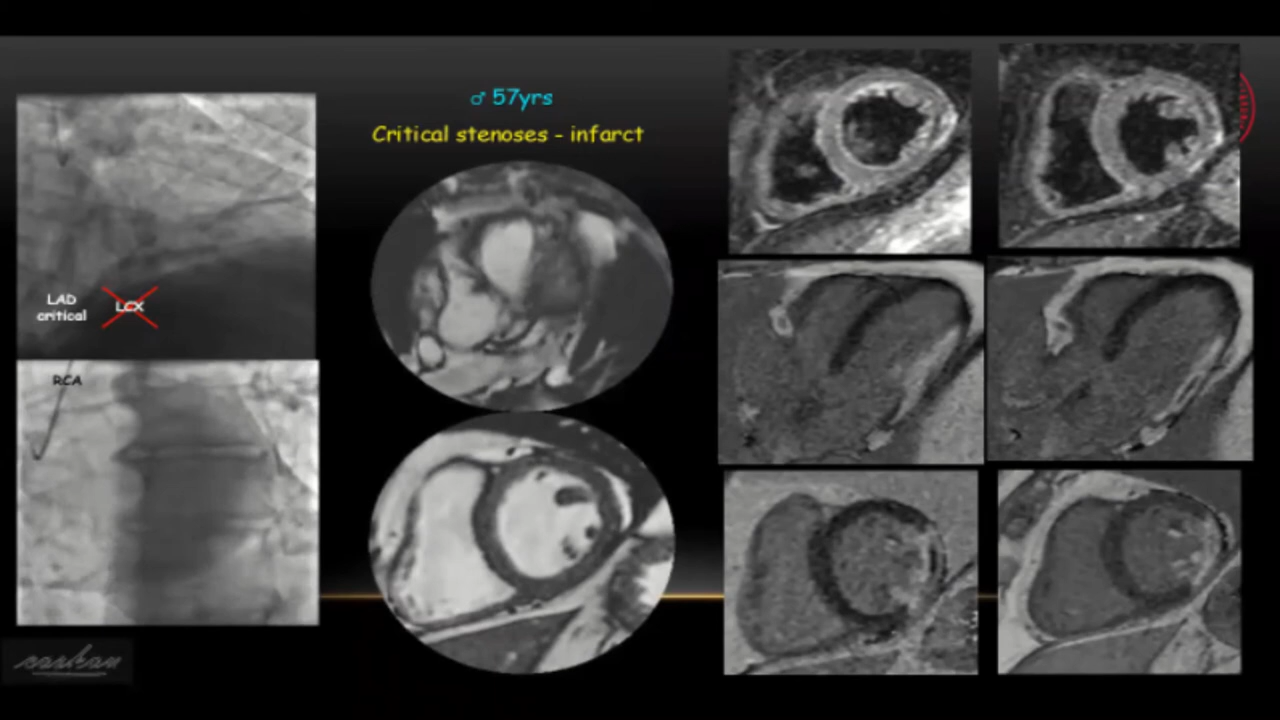 ♂ 57yrs
Critical stenoses - infarct
LAD
critical
LCX
RCA